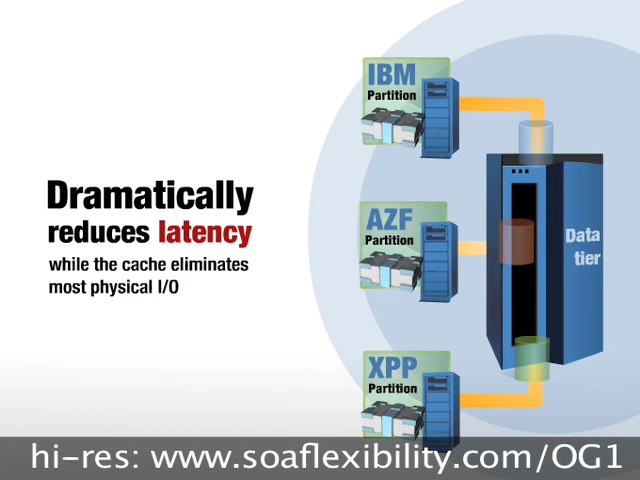 Dramatically
reduces latency
while the cache eliminates
most physical I/O
IBM
Partition
AZF
Partition
XPP
Partition
Data
tier
hi-res: www.soaflexibility.com/OG1